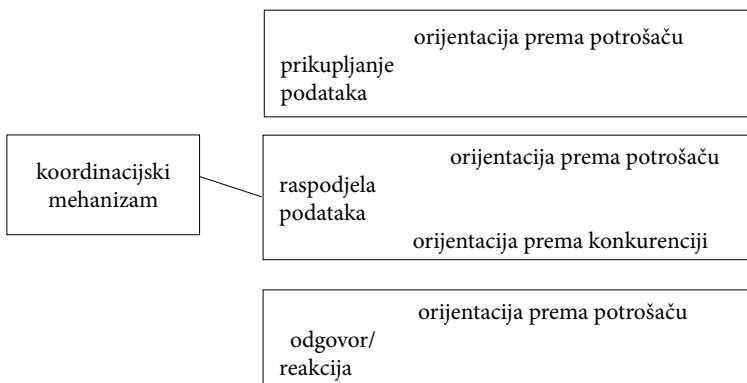 orijentacija prema potrošaču
prikupljanje
podataka
koordinacijski
mehanizam
orijentacija prema potrošaču
raspodjela
podataka
orijentacija prema konkurenciji
orijentacija prema potrošaču
odgovor/
reakcija